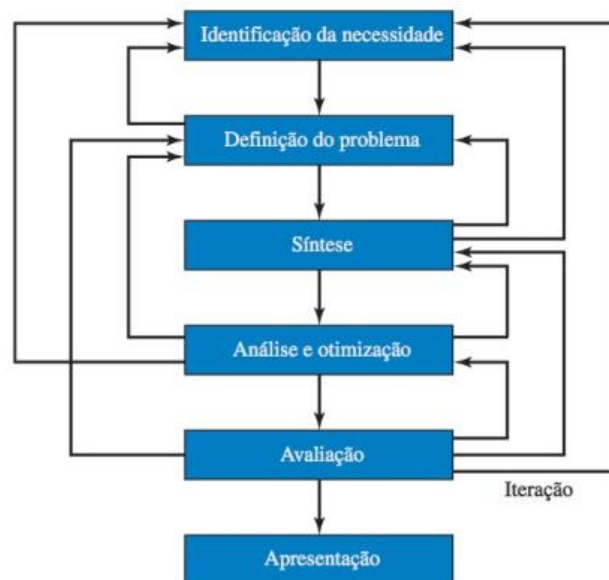 Identificação da necessidade
Definição do problema
Síntese
Análise e otimização
Avaliação
Iteração
Apresentação